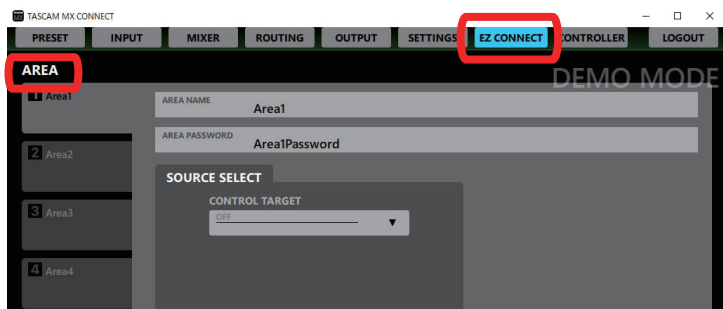 TASCAM MX CONNECT
PRESET INPUT MIXER ROUTING OUTPUT SETTINGS EZ CONNECT CONTROLLER LOGOUT
AREA
DEMO MODE
1 Area1
AREA NAME
Area1
2 Area2
AREA PASSWORD
Area1Password
SOURCE SELECT
CONTROL TARGET
OFF
3 Area3
4 Area4